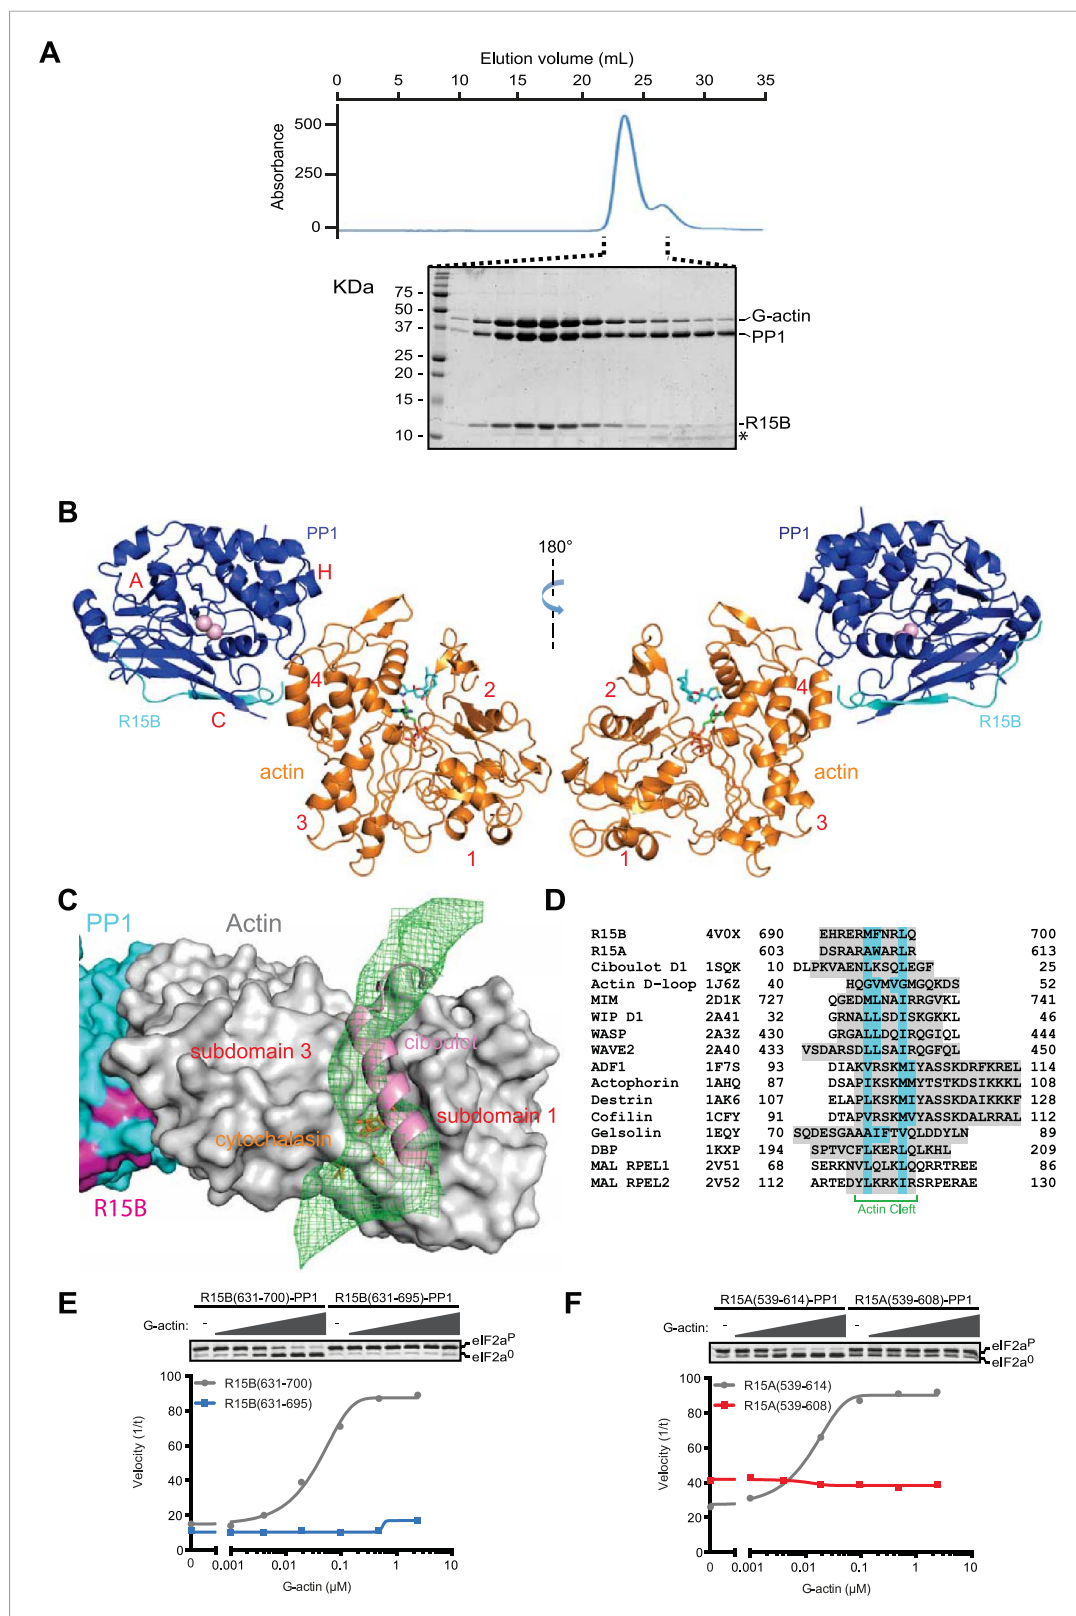 A
Elution volume (mL)
0 5 10 15 20 25 30 35
Absorbance
500
250
0
KDa
75 -
50 -
37 -
25 -
20 -
15 -
10 -
G-actin
PP1
-R15B
*
B
PP1
A
H
R15B
C
4
2
actin
3
1
180°
PP1
2
4
R15B
actin
3
1
C
PP1
Actin
subdomain 3
ciboulot
subdomain 1
cytochalasin
R15B
D
R15B 4V0X 690 EHRERMFNRLQ 700
R15A 603 DSRARAWARLR 613
Ciboulot D1 1SQK 10 DLPKVAENLKSQLEGF 25
Actin D-loop 1J6Z 40 HQGVMVGMGQKDS 52
MIM 2D1K 727 QGEDMLNAIRRGVKL 741
WIP D1 2A41 32 GRNALLSDISKGKKL 46
WASP 2A3Z 430 GRGALLDQIRQGIQL 444
WAVE2 2A40 433 VSDARSDLLSAIRQGFQL 450
ADF1 1F7S 93 DIAKVRSKMIYASSKDRFKREL 114
Actophorin 1AHQ 87 DSAPIKSKMMYTSTKDSIKKKL 108
Destrin 1AK6 107 ELAPLKSKMIYASSKDAIKKKF 128
Cofilin 1CFY 91 DTAPVRSKMVYASSKDALRRAL 112
Gelsolin 1EQY 70 SQDESGAAAIFTVQLDDYLN 89
DBP 1KXP 194 SPTVCFLKERLQLKHL 209
MAL RPEL1 2V51 68 SERKNVLQLKLQQRRTREE 86
MAL RPEL2 2V52 112 ARTEDYLKRKIRSRPERAE 130
Actin Cleft
E
R15B(631-700)-PP1 R15B(631-695)-PP1
G-actin: - -
eIF2aᴾ
eIF2a⁰
R15B(631-700)
R15B(631-695)
Velocity (1/t)
100
80
60
40
20
0
0 0.001 0.01 0.1 1 10
G-actin (µM)
F
R15A(539-614)-PP1 R15A(539-608)-PP1
G-actin: - -
eIF2aᴾ
eIF2a⁰
R15A(539-614)
R15A(539-608)
Velocity (1/t)
100
80
60
40
20
0
0 0.001 0.01 0.1 1 10
G-actin (µM)